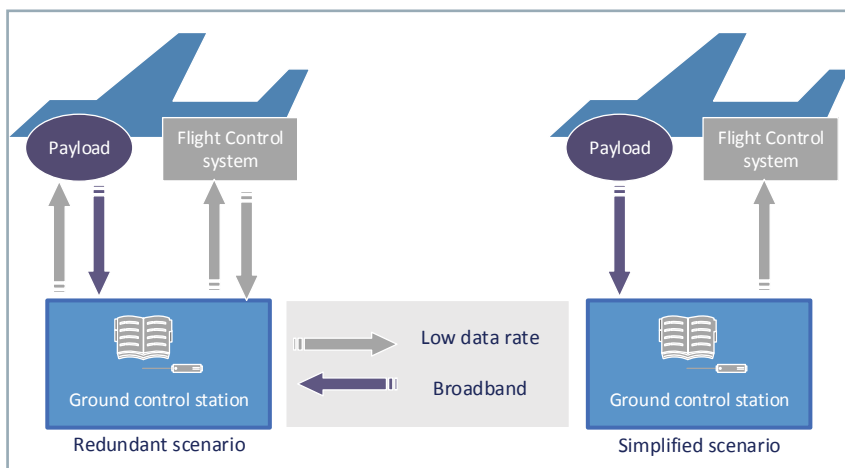 Payload
Flight Control
system
Payload
Flight Control
system
Low data rate
Broadband
Ground control station
Ground control station
Redundant scenario
Simplified scenario